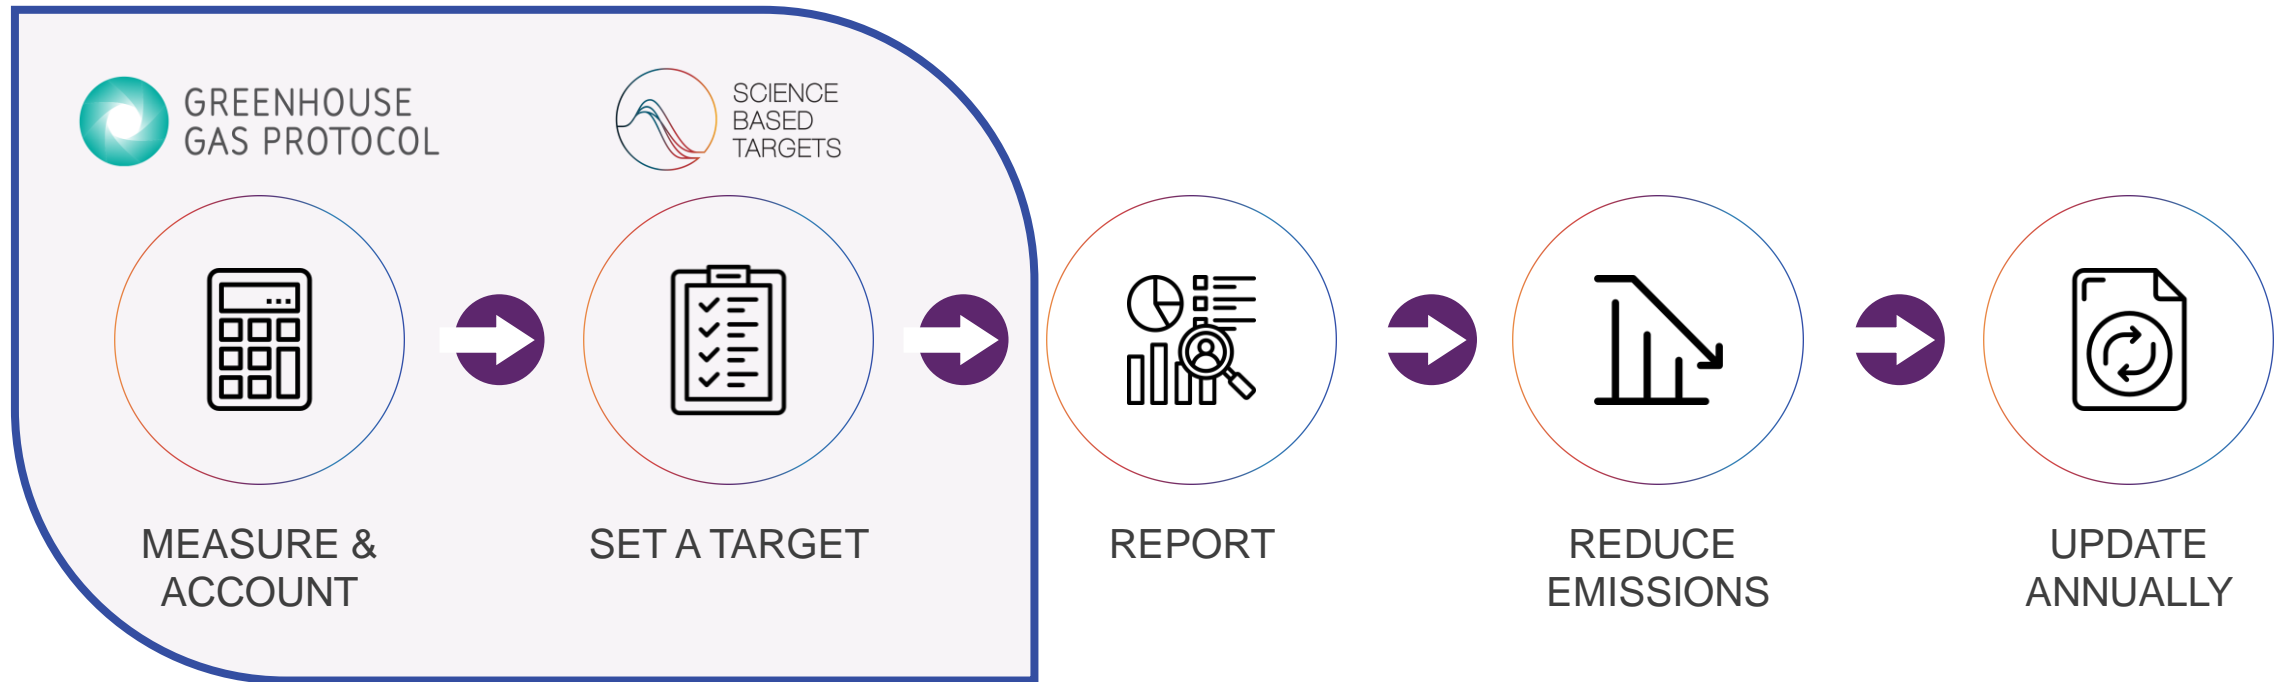 GREENHOUSE
GAS PROTOCOL
SCIENCE
BASED
TARGETS
MEASURE &
ACCOUNT
SET A TARGET
REPORT
REDUCE
EMISSIONS
UPDATE
ANNUALLY